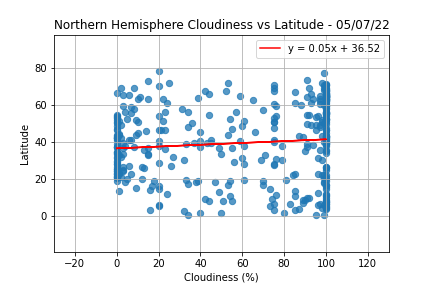 Northern Hemisphere Cloudiness vs Latitude - 05/07/22
y = 0.05x + 36.52
80
60
40
20
0
Latitude
−20 0 20 40 60 80 100 120
Cloudiness (%)